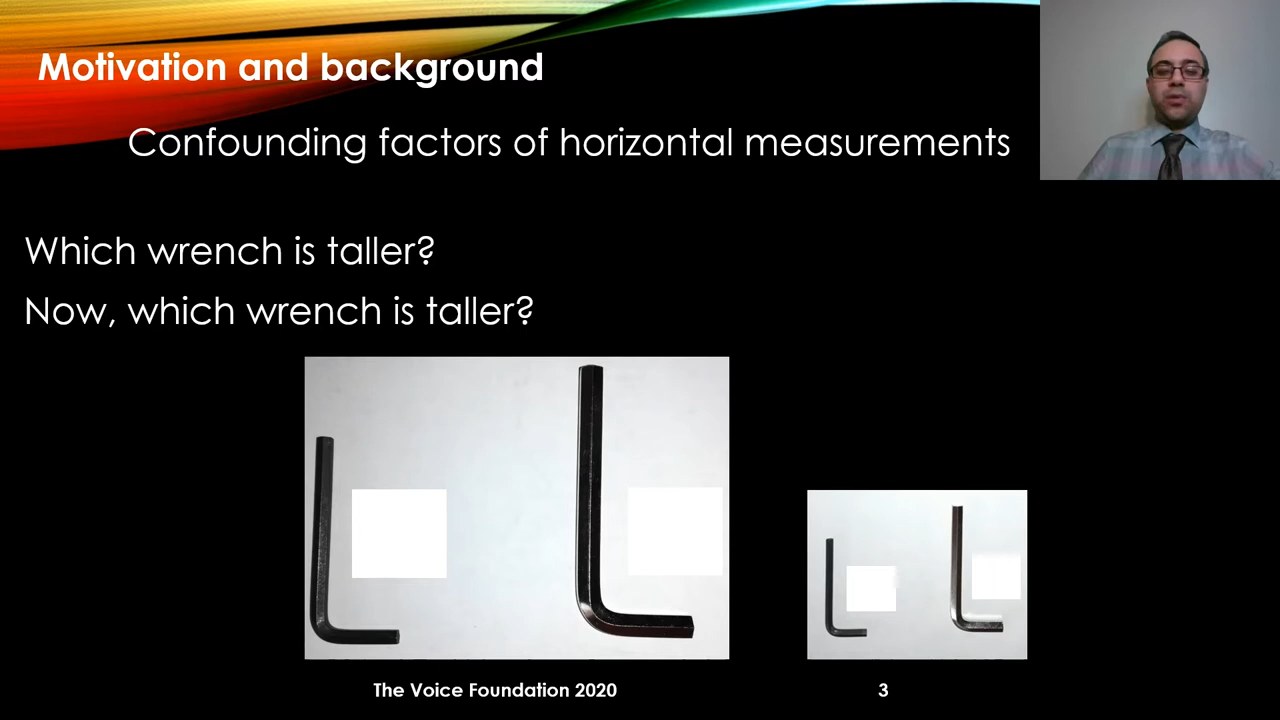 Motivation and background
Confounding factors of horizontal measurements
Which wrench is taller?
Now, which wrench is taller?
The Voice Foundation 2020
3